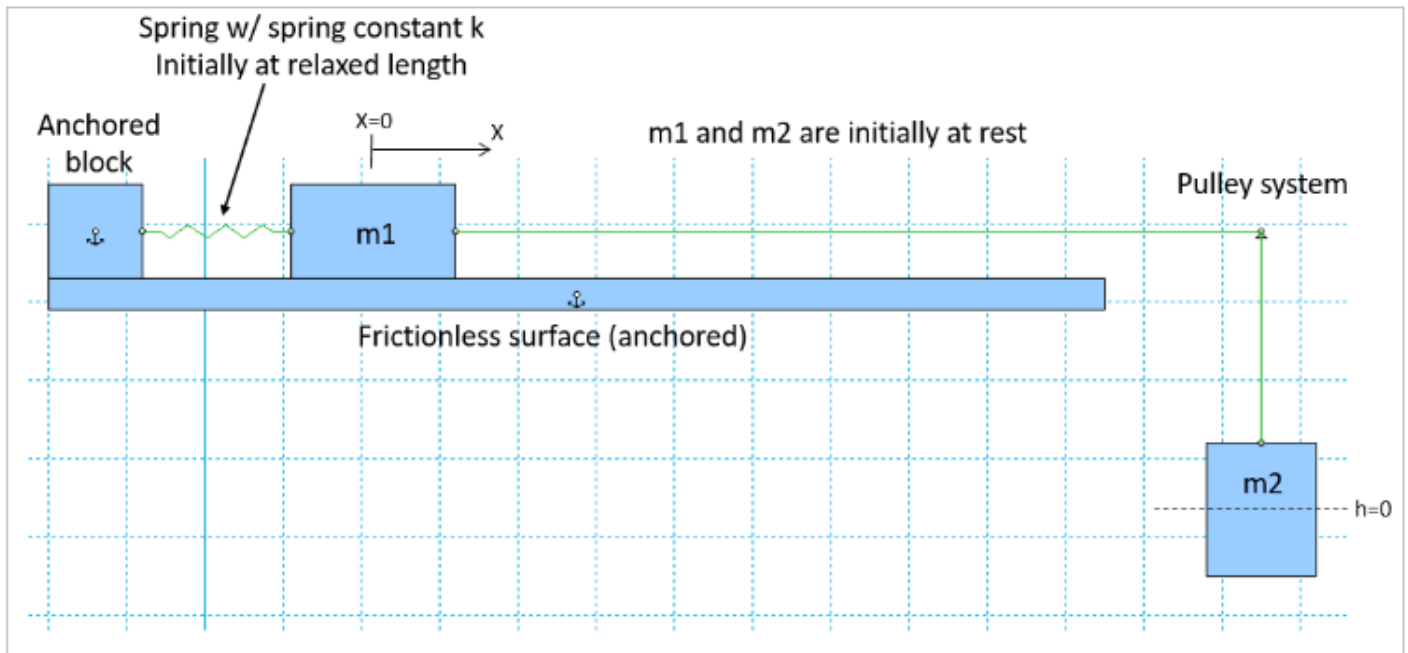 Spring w/ spring constant k
Initially at relaxed length
Anchored
block
X=0
X
m1 and m2 are initially at rest
Pulley system
m1
Frictionless surface (anchored)
m2
h=0